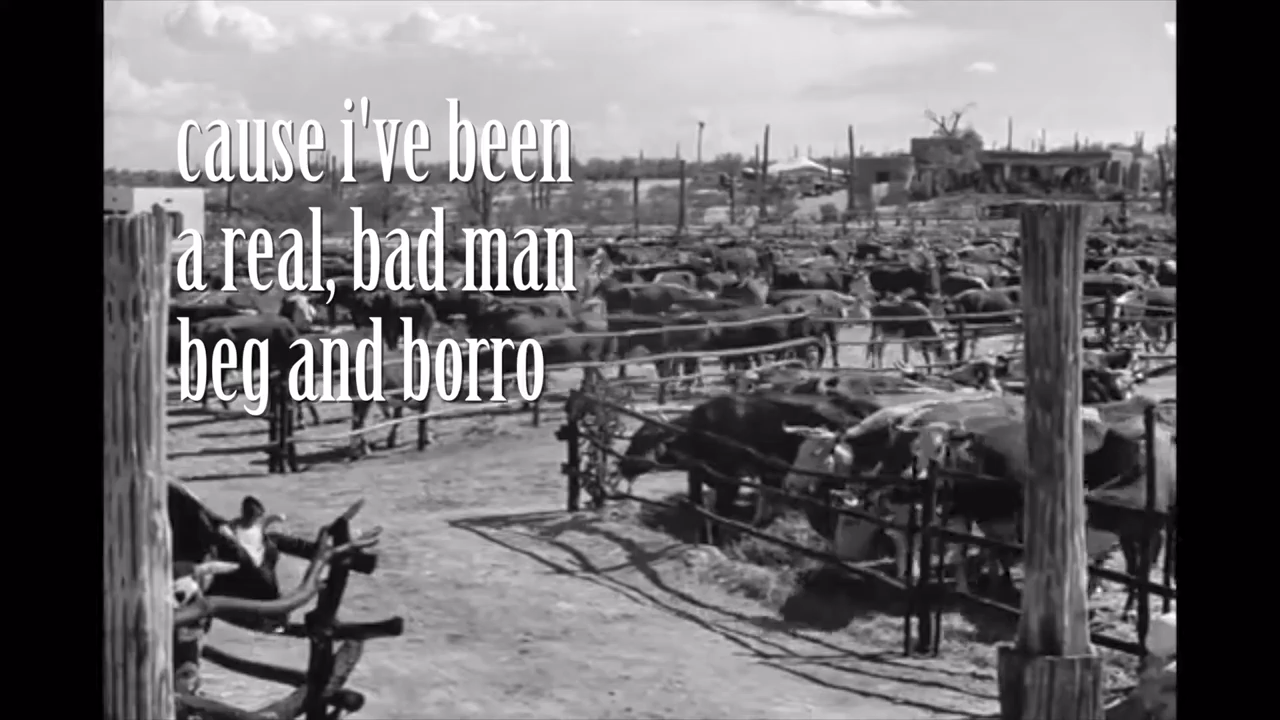 cause i've been
a real, bad man
beg and borro